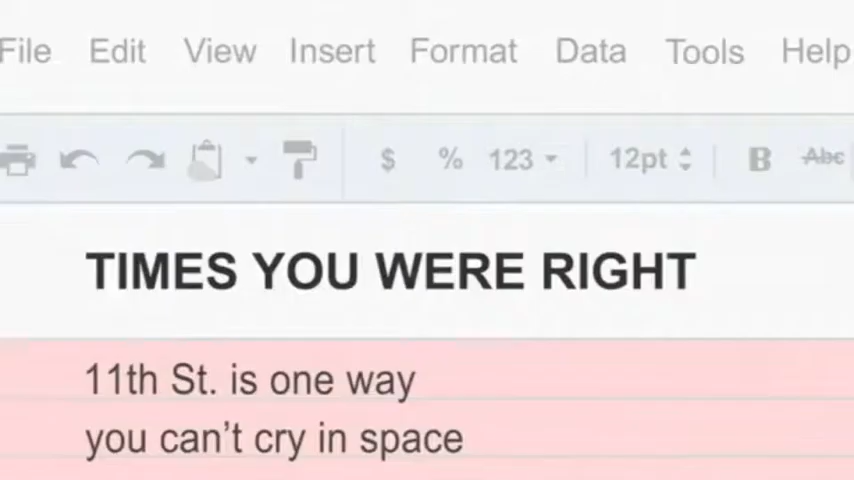 File Edit View Insert Format Data Tools Help
$ % 123 12pt B Abc
TIMES YOU WERE RIGHT
11th St. is one way
you can't cry in space